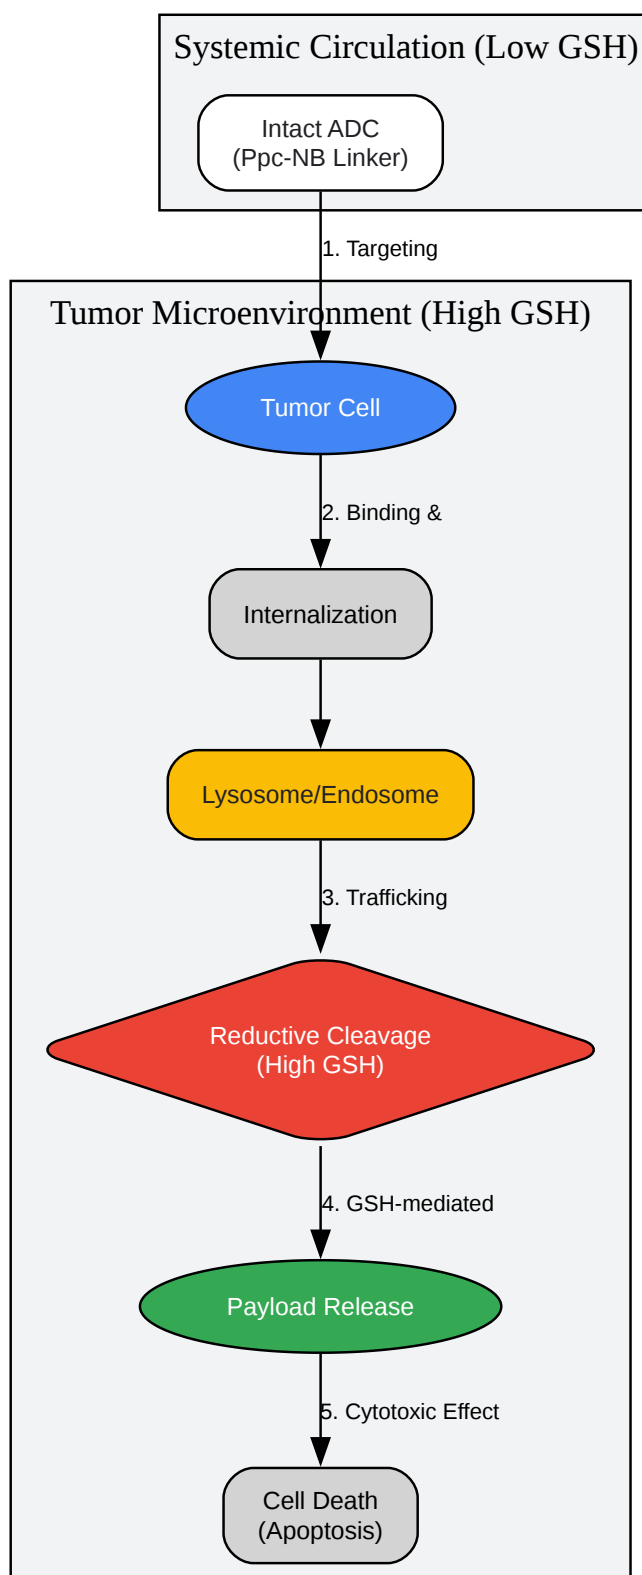 Systemic Circulation (Low GSH)
Intact ADC
(Ppc-NB Linker)
1. Targeting
Tumor Microenvironment (High GSH)
Tumor Cell
2. Binding &
Internalization
Lysosome/Endosome
3. Trafficking
Reductive Cleavage
(High GSH)
4. GSH-mediated
Payload Release
5. Cytotoxic Effect
Cell Death
(Apoptosis)